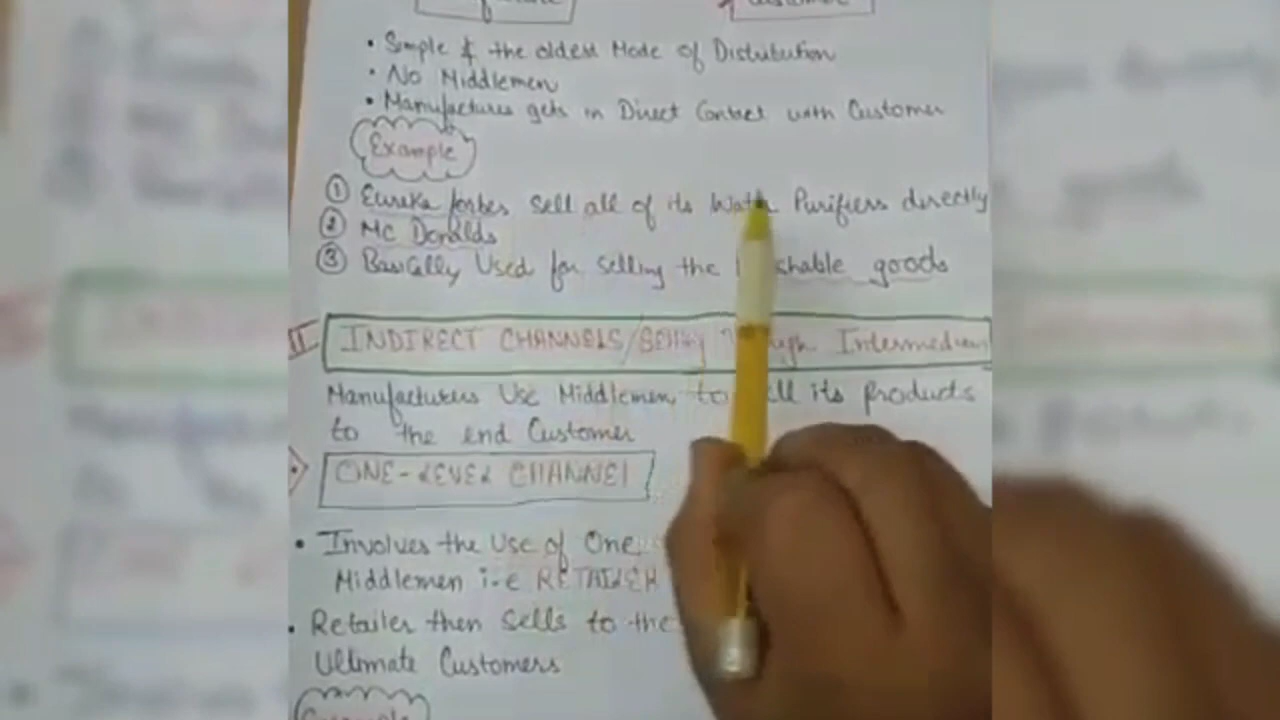 • Simple & the oldest Mode of Distribution
• No Middlemen
• Manufactures gets in Direct Contact with Customer
Example
① Eureka forbes Sell all of its Purifiers directly
② Mc Donalds
③ Basically Used for Selling the goods
II INDIRECT CHANNELS/
Manufacturers Use Middlemen to its products
to the end Customer
ONE-LEVEL CHANNEL
• Involves the Use of One
Middlemen i-e RETAILER
• Retailer then Sells to the
Ultimate Customers
Example